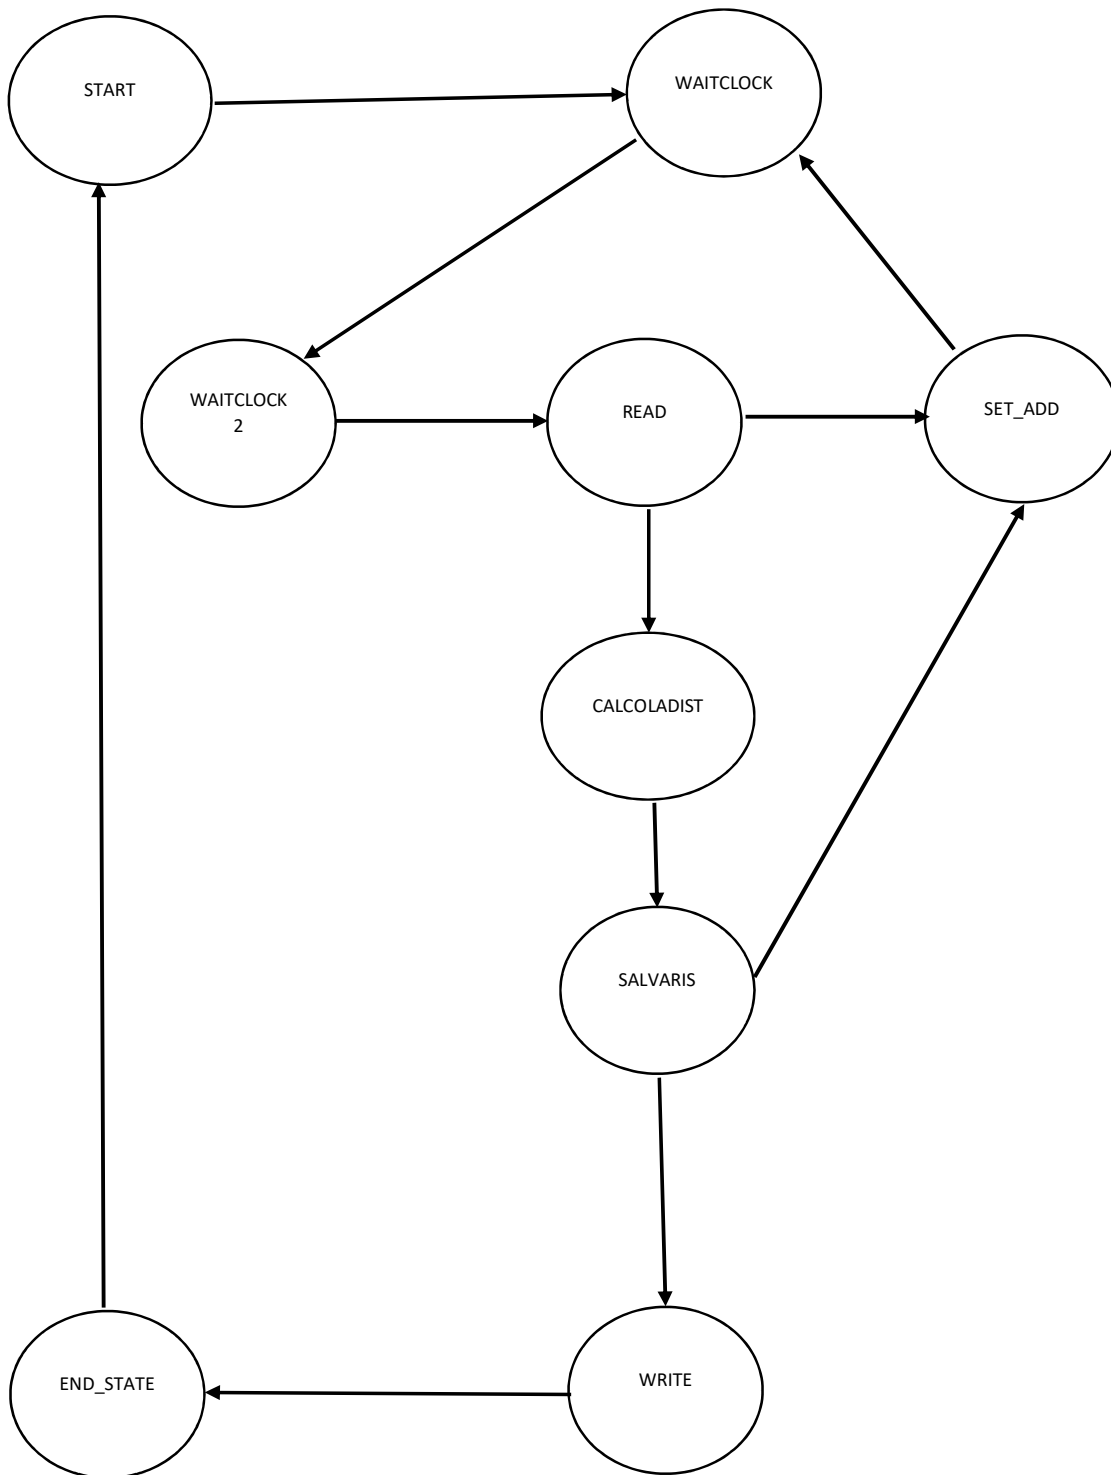 START
WAITCLOCK
WAITCLOCK
2
READ
SET_ADD
CALCOLADIST
SALVARIS
END_STATE
WRITE